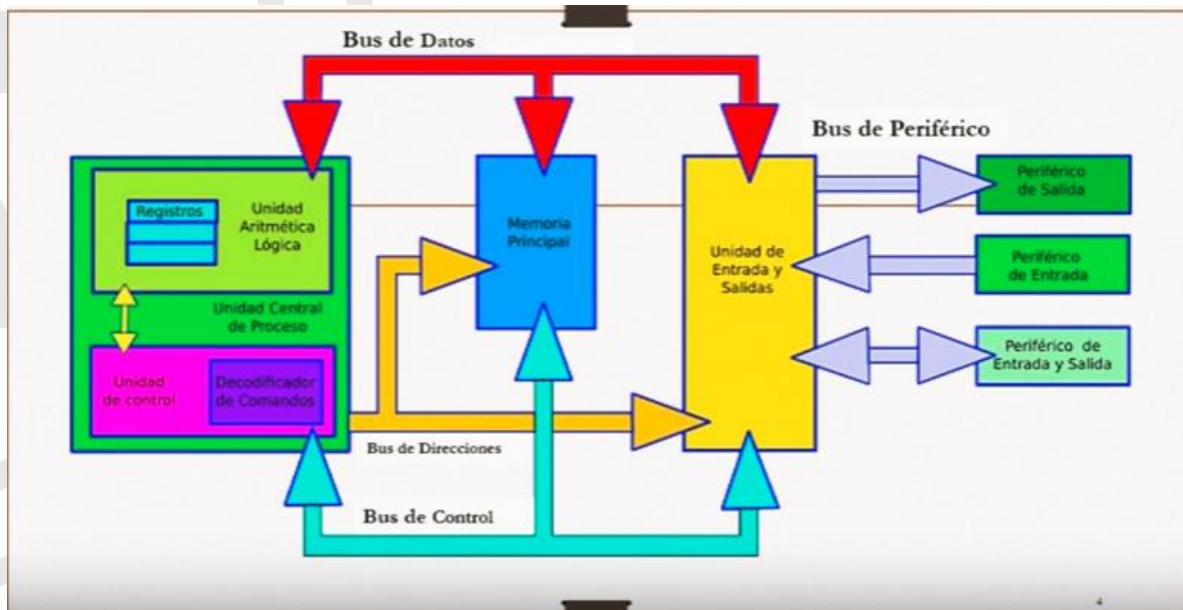 Bus de Datos
Bus de Periférico
Registros
Unidad
Aritmética
Lógica
Unidad Central
de Proceso
Unidad
de control
Decodificador
de Comandos
Memoria
Principal
Unidad de
Entrada y
Salidas
Periférico
de Salida
Periférico
de Entrada
Periférico de
Entrada y Salida
Bus de Direcciones
Bus de Control
4